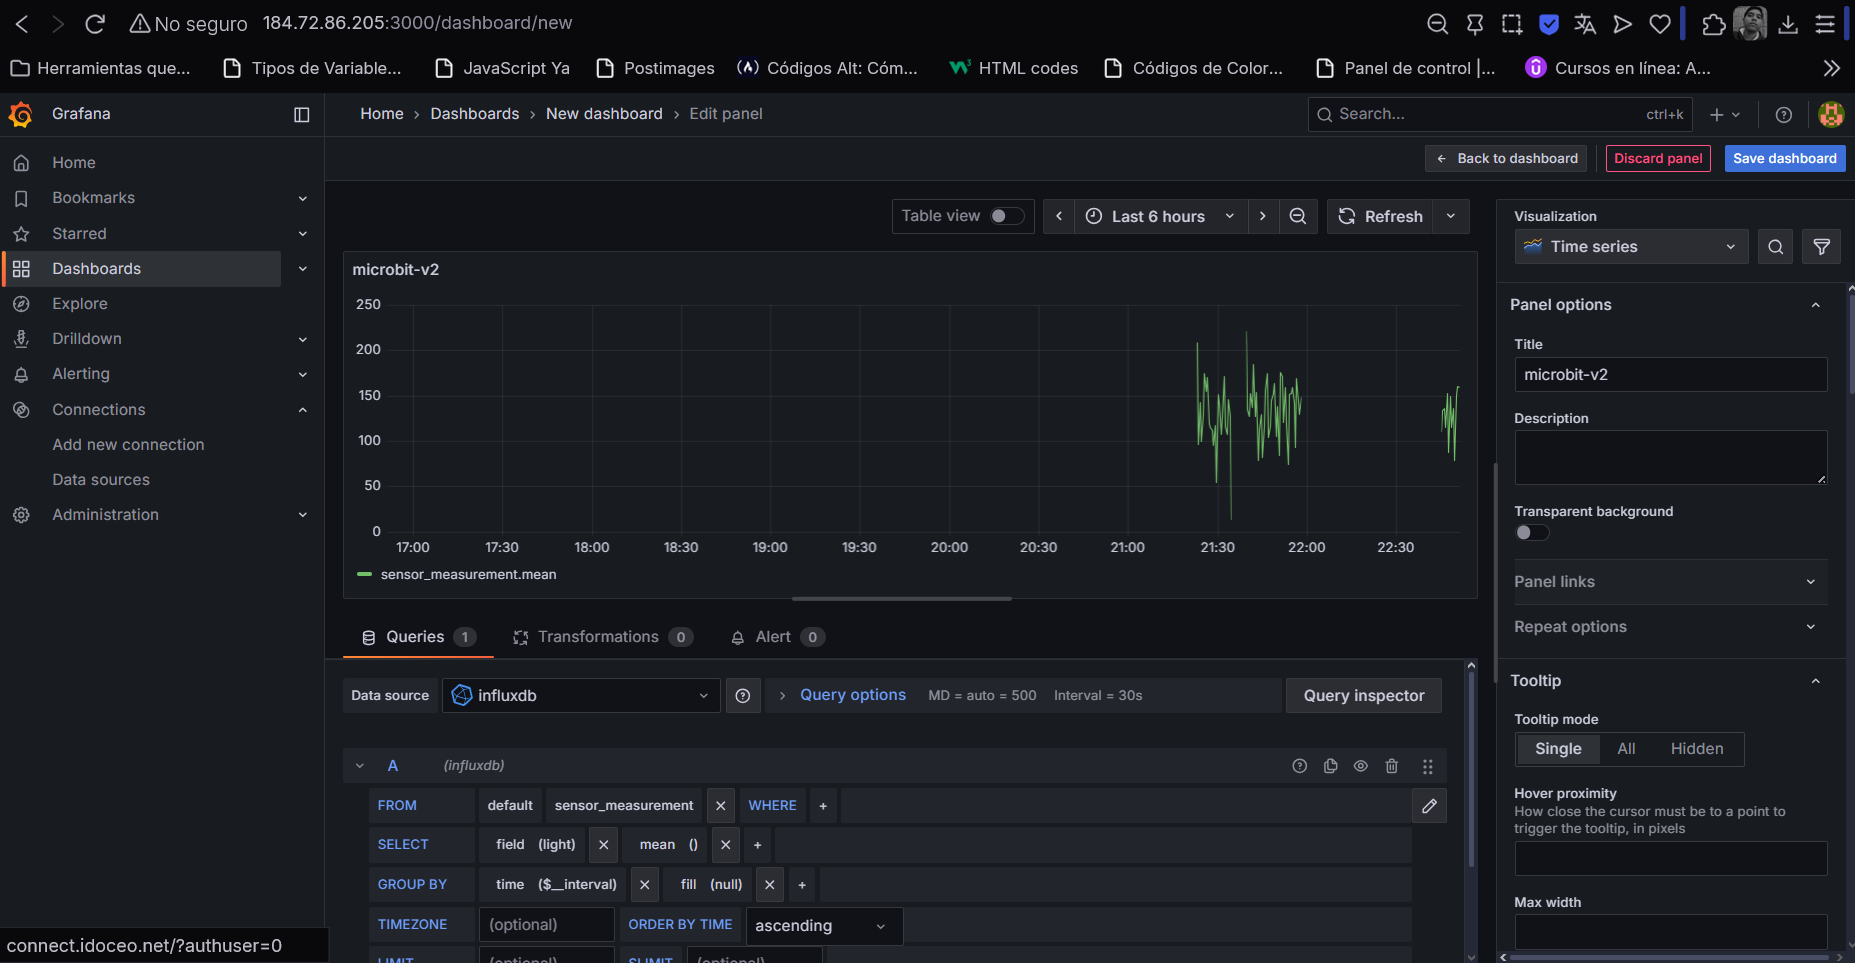 No seguro 184.72.86.205:3000/dashboard/new
Herramientas que... Tipos de Variable... JavaScript Ya Postimages Códigos Alt: Cóm... HTML codes Códigos de Color... Panel de control |... Cursos en línea: A...
Grafana
Home › Dashboards › New dashboard › Edit panel
Search... ctrl+k
Back to dashboard Discard panel Save dashboard
Home
Bookmarks
Starred
Dashboards
Explore
Drilldown
Alerting
Connections
Add new connection
Data sources
Administration
Table view Last 6 hours Refresh
microbit-v2
250
200
150
100
50
0
17:00 17:30 18:00 18:30 19:00 19:30 20:00 20:30 21:00 21:30 22:00 22:30
sensor_measurement.mean
Queries 1 Transformations 0 Alert 0
Data source influxdb Query options MD = auto = 500 Interval = 30s Query inspector
A (influxdb)
FROM default sensor_measurement WHERE +
SELECT field (light) mean () +
GROUP BY time ($__interval) fill (null) +
TIMEZONE (optional) ORDER BY TIME ascending
LIMIT (optional) SLIMIT (optional)
Visualization
Time series
Panel options
Title
microbit-v2
Description
Transparent background
Panel links
Repeat options
Tooltip
Tooltip mode
Single All Hidden
Hover proximity
How close the cursor must be to a point to
trigger the tooltip, in pixels
Max width
connect.idoceo.net/?authuser=0